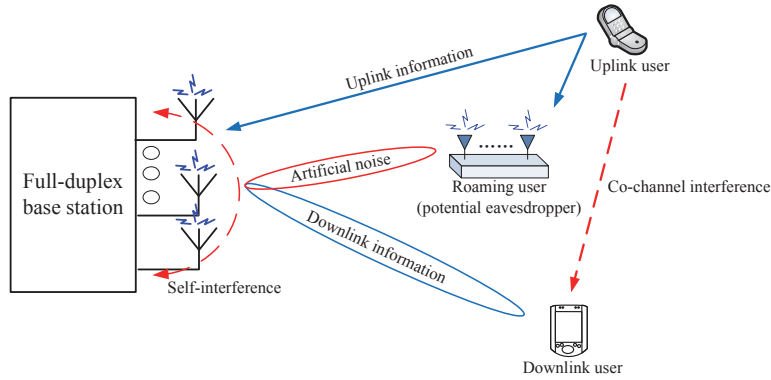 Uplink information
Uplink user
Full-duplex
base station
Artificial noise
......
Roaming user
(potential eavesdropper)
Co-channel interference
Downlink information
Self-interference
Downlink user